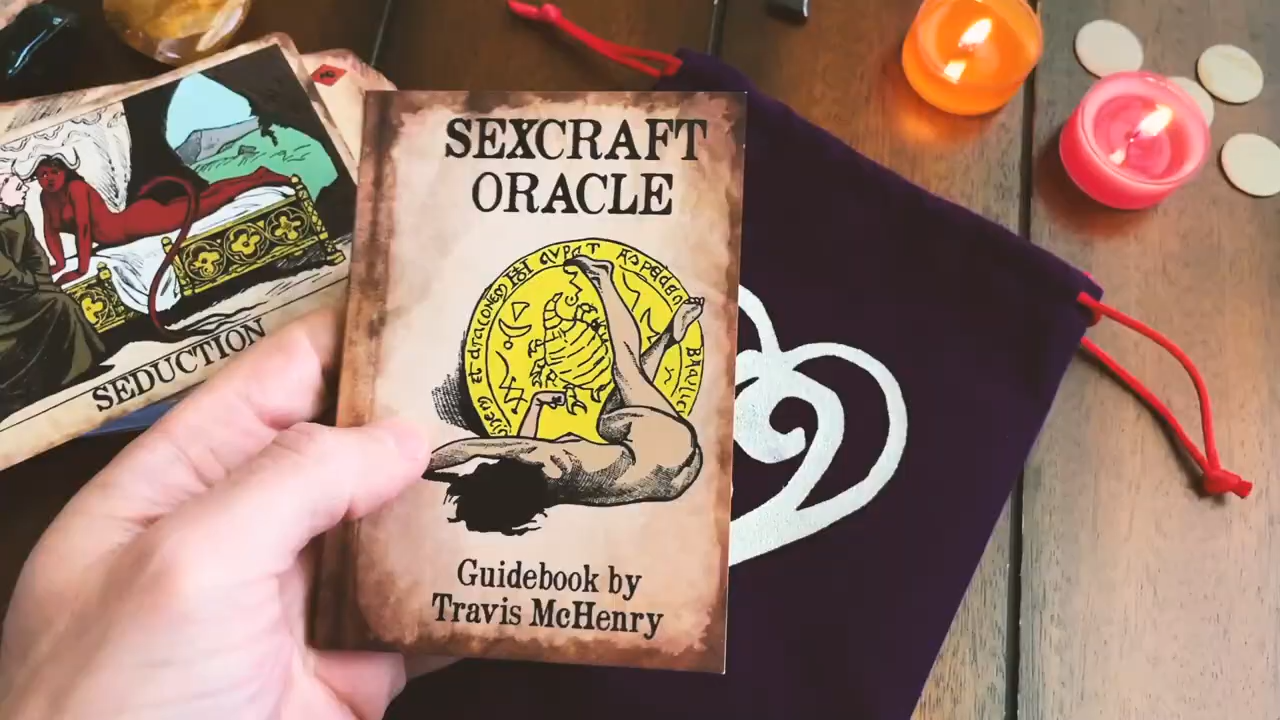 SEXCRAFT
ORACLE
Guidebook by
Travis McHenry
SEDUCTION